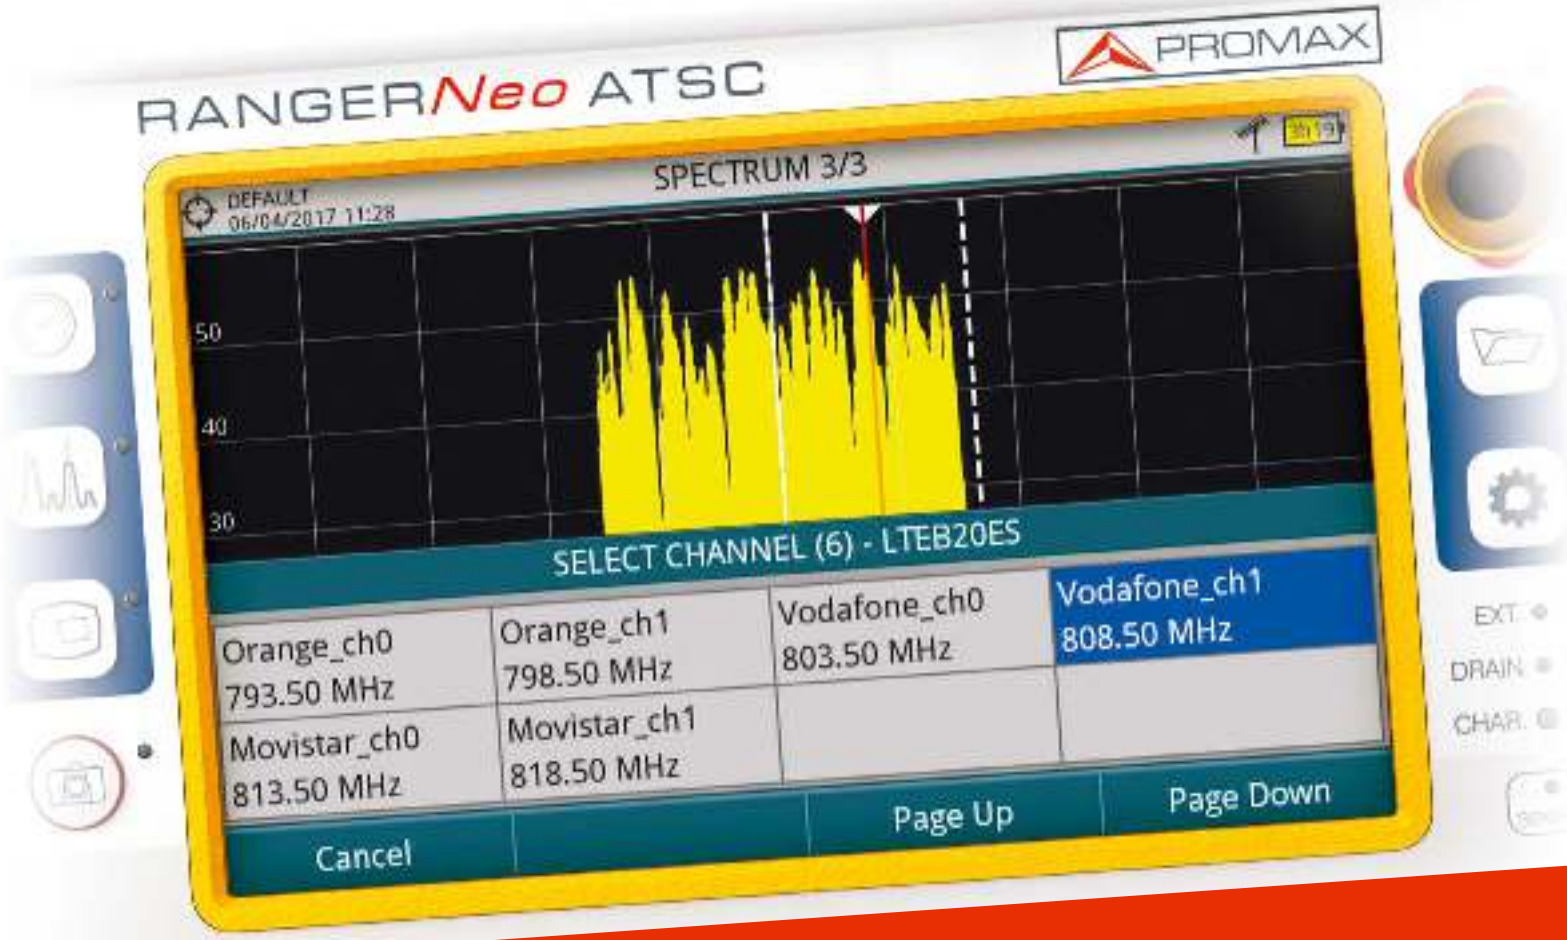 PROMAX
RANGERNeo ATSC
DEFAULT
06/04/2017 11:28
SPECTRUM 3/3
50
40
30
SELECT CHANNEL (6) - LTEB20ES
Orange_ch0
793.50 MHz
Orange_ch1
798.50 MHz
Vodafone_ch0
803.50 MHz
Vodafone_ch1
808.50 MHz
Movistar_ch0
813.50 MHz
Movistar_ch1
818.50 MHz
Cancel
Page Up
Page Down
EXT.
DRAIN
CHAR.